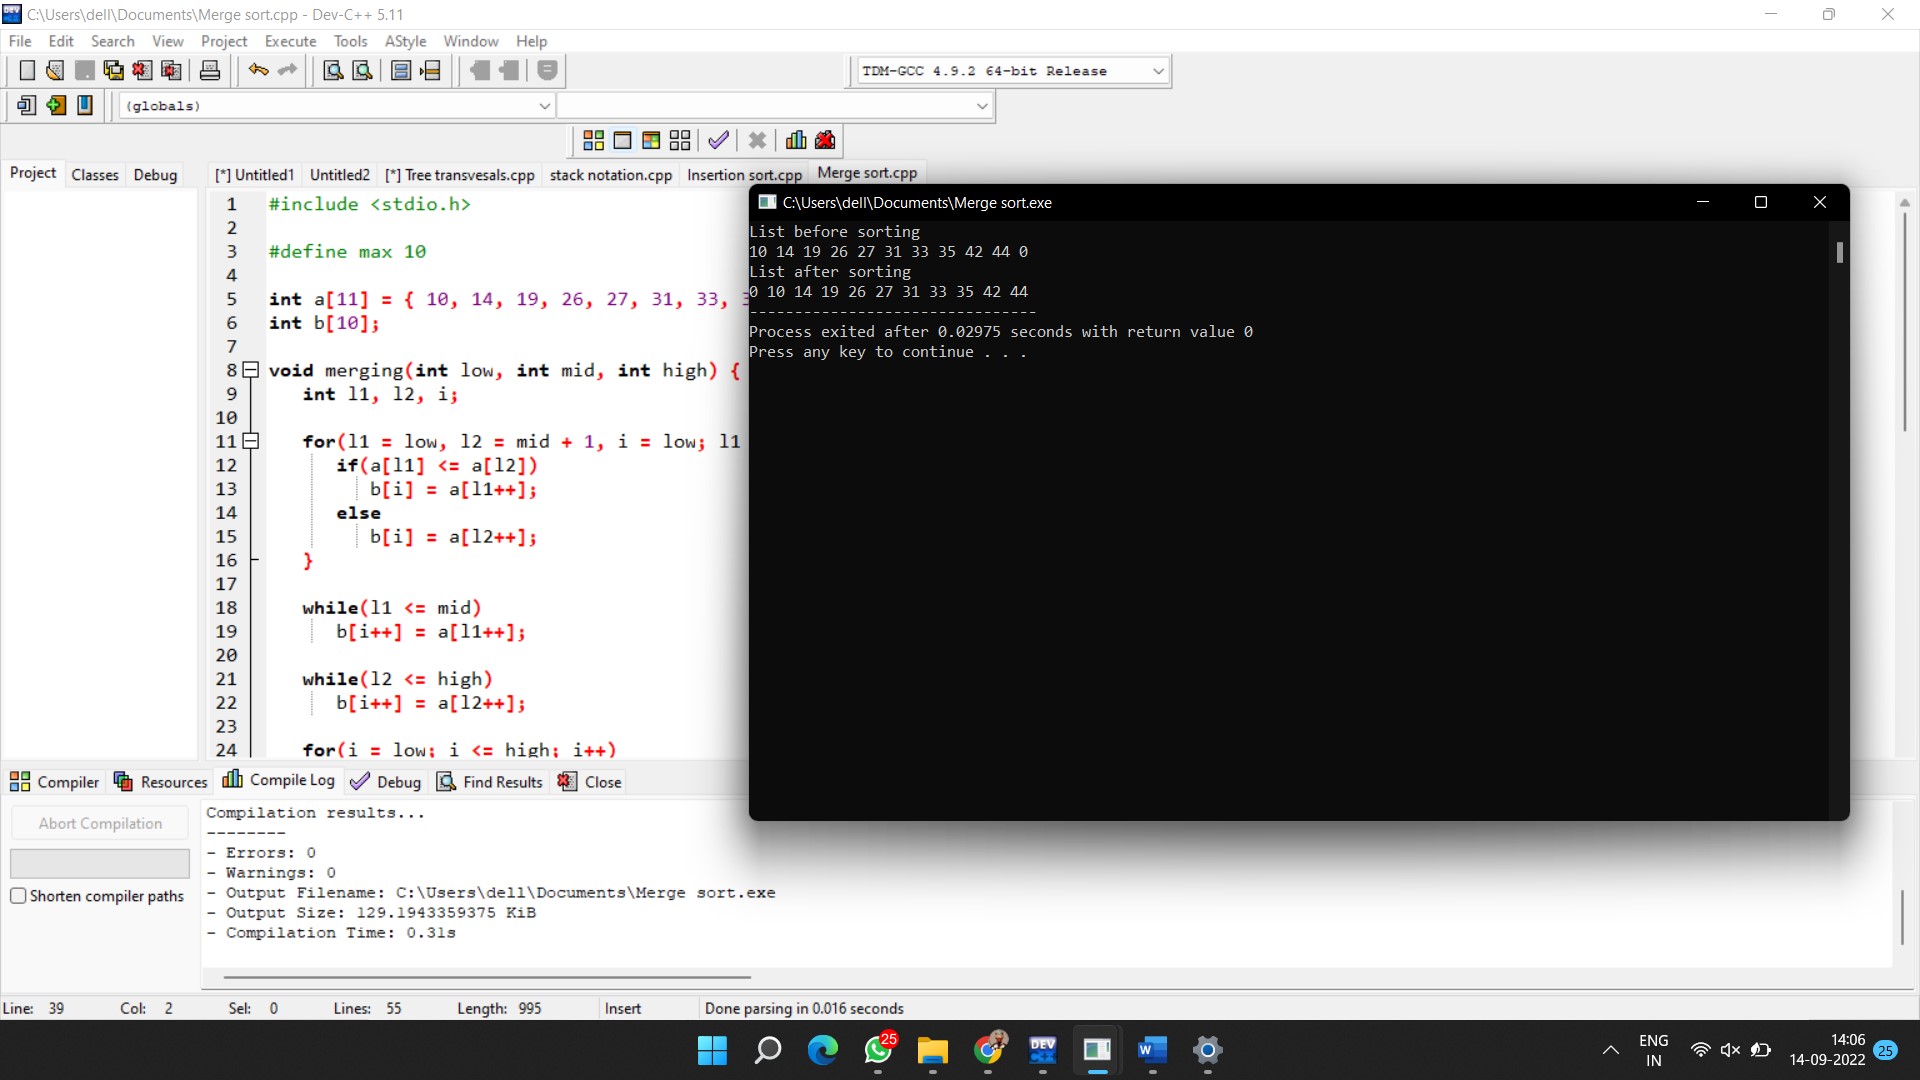 C:\Users\dell\Documents\Merge sort.cpp - Dev-C++ 5.11
File Edit Search View Project Execute Tools AStyle Window Help
TDM-GCC 4.9.2 64-bit Release
(globals)
Project Classes Debug
[*] Untitled1 Untitled2 [*] Tree transvesals.cpp stack notation.cpp Insertion sort.cpp Merge sort.cpp
1 #include <stdio.h>
2
3 #define max 10
4
5 int a[11] = { 10, 14, 19, 26, 27, 31, 33,
6 int b[10];
7
8 void merging(int low, int mid, int high) {
9 int l1, l2, i;
10
11 for(l1 = low, l2 = mid + 1, i = low; l1
12 if(a[l1] <= a[l2])
13 b[i] = a[l1++];
14 else
15 b[i] = a[l2++];
16 }
17
18 while(l1 <= mid)
19 b[i++] = a[l1++];
20
21 while(l2 <= high)
22 b[i++] = a[l2++];
23
24 for(i = low; i <= high; i++)
C:\Users\dell\Documents\Merge sort.exe
List before sorting
10 14 19 26 27 31 33 35 42 44 0
List after sorting
0 10 14 19 26 27 31 33 35 42 44
--------------------------------
Process exited after 0.02975 seconds with return value 0
Press any key to continue . . .
Compiler Resources Compile Log Debug Find Results Close
Abort Compilation
Shorten compiler paths
Compilation results...
--------
- Errors: 0
- Warnings: 0
- Output Filename: C:\Users\dell\Documents\Merge sort.exe
- Output Size: 129.1943359375 KiB
- Compilation Time: 0.31s
Line: 39 Col: 2 Sel: 0 Lines: 55 Length: 995 Insert Done parsing in 0.016 seconds
25
DEV
W
ENG
IN
14:06
14-09-2022
25